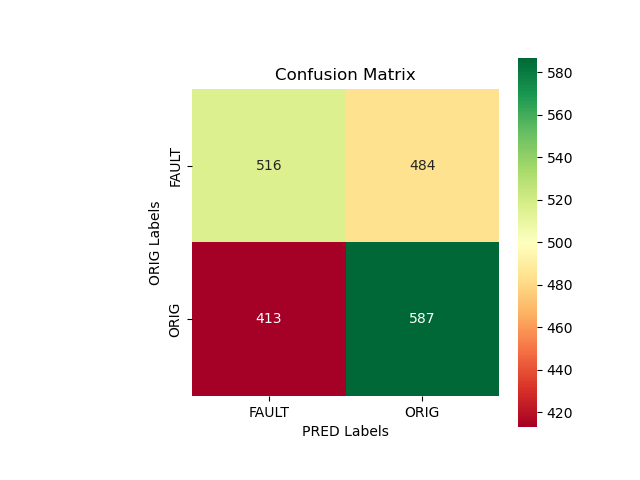 Confusion Matrix
ORIG Labels
FAULT
516
484
ORIG
413
587
FAULT
ORIG
PRED Labels
580
560
540
520
500
480
460
440
420